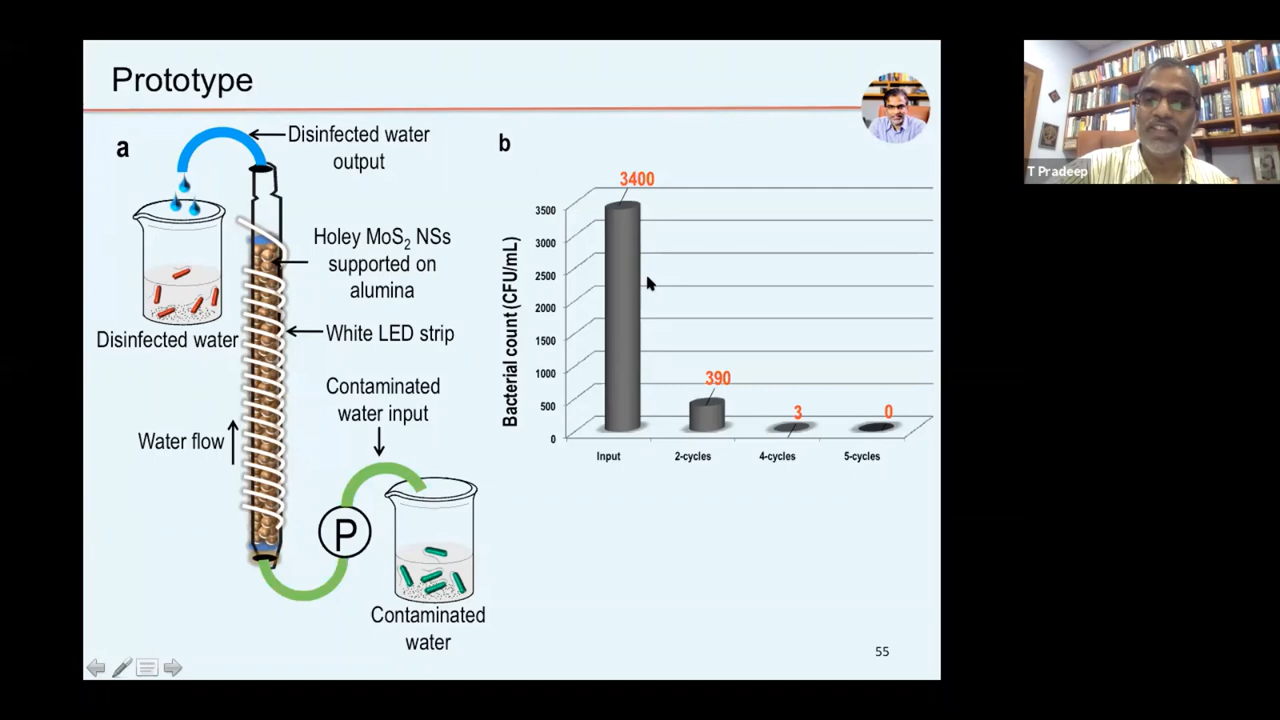 Prototype
a
Disinfected water
output
Holey MoS₂ NSs
supported on
alumina
Disinfected water
White LED strip
Contaminated
water input
Water flow
P
Contaminated
water
b
Bacterial count (CFU/mL)
3500
3000
2500
2000
1500
1000
500
0
3400
390
3
0
Input
2-cycles
4-cycles
5-cycles
55
T Pradeep